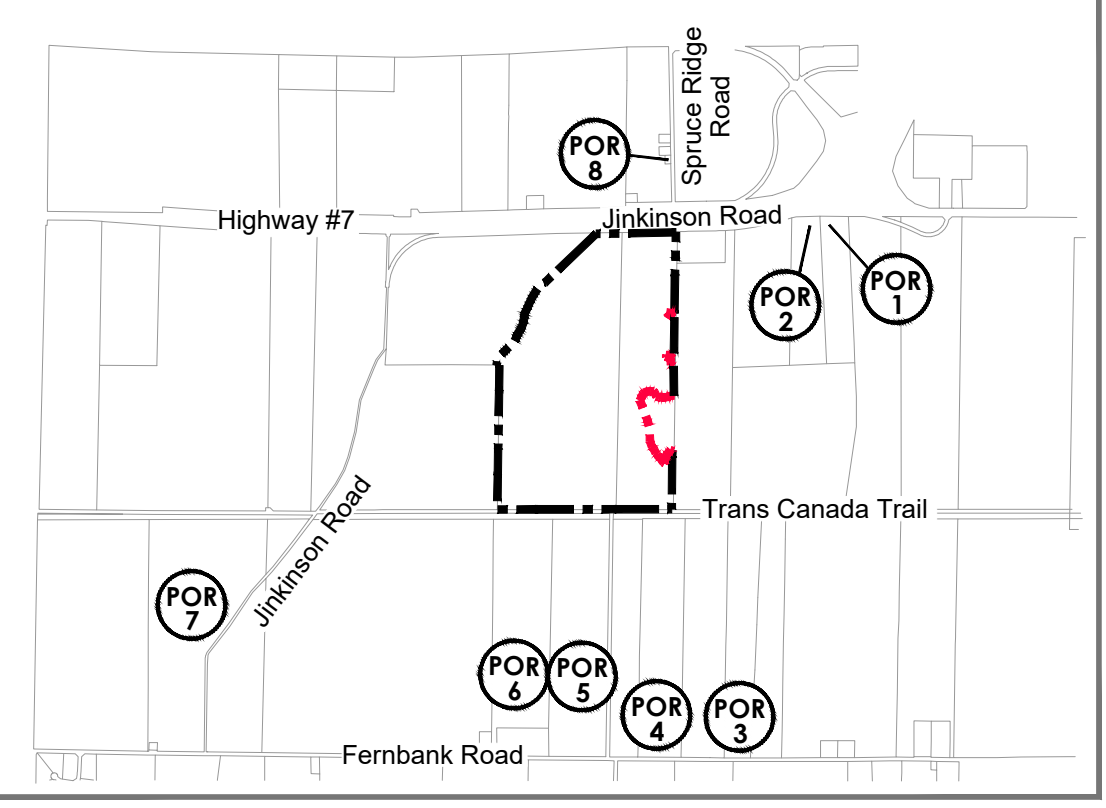 Spruce Ridge
Road
POR
8
Highway #7
Jinkinson Road
POR
2
POR
1
Trans Canada Trail
Jinkinson Road
POR
7
POR
6
POR
5
POR
4
POR
3
Fernbank Road